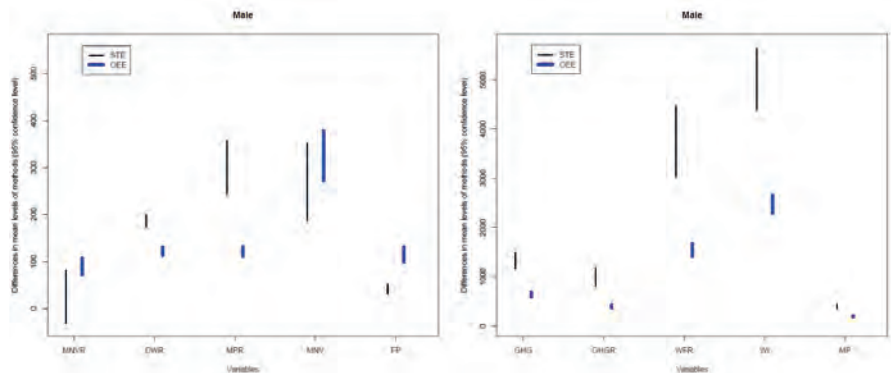 Male
STE
OEE
Differences in mean levels of methods (95% confidence level)
500
400
300
200
100
0
MNVR
DWR
MPR
MNV
FP
Variables
Male
STE
OEE
Differences in mean levels of methods (95% confidence level)
5000
4000
3000
2000
1000
0
GHG
GHGR
WFR
WI
MF
Variables